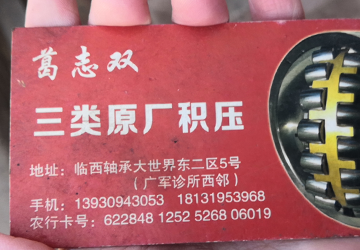 葛志双
三类原厂积压
地址：临西轴承大世界东二区5号
（广军诊所西邻）
手机：13930943053 18131953968
农行卡号：622848 1252 5268 06019